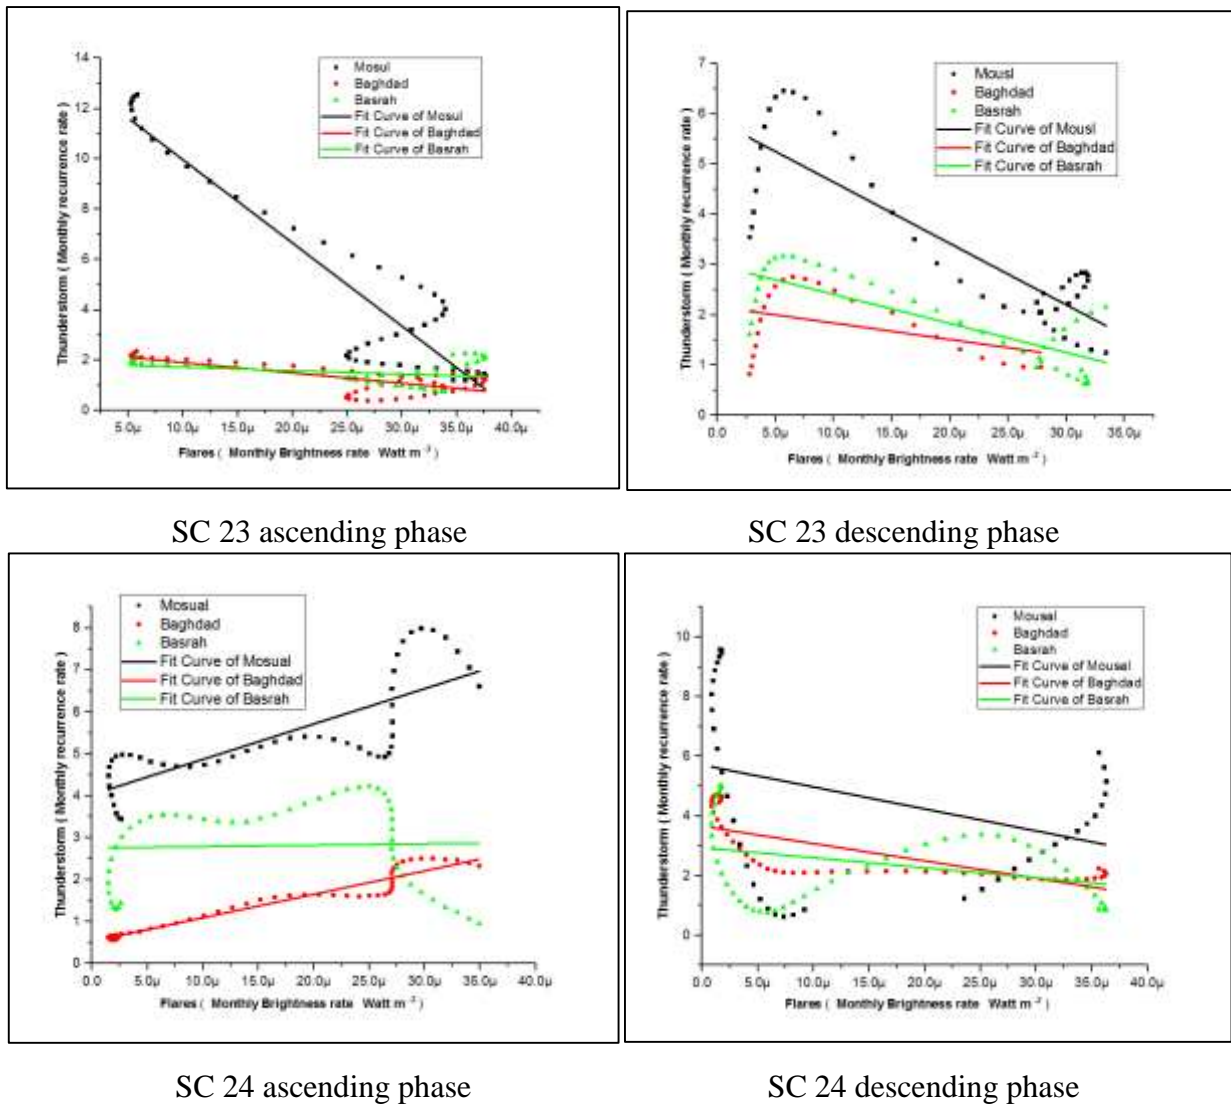 Thunderstorm ( Monthly recurrence rate )
14
12
10
8
6
4
2
0
Mosul
Baghdad
Basrah
Fit Curve of Mosul
Fit Curve of Baghdad
Fit Curve of Basrah
5.0µ 10.0µ 15.0µ 20.0µ 25.0µ 30.0µ 35.0µ 40.0µ
Flares ( Monthly Brightness rate Watt m⁻² )
SC 23 ascending phase
Thunderstorm ( Monthly recurrence rate )
7
6
5
4
3
2
1
0
Mousl
Baghdad
Basrah
Fit Curve of Mousl
Fit Curve of Baghdad
Fit Curve of Basrah
0.0 5.0µ 10.0µ 15.0µ 20.0µ 25.0µ 30.0µ 35.0µ
Flares ( Monthly Brightness rate Watt m⁻² )
SC 23 descending phase
Thunderstorm ( Monthly recurrence rate )
8
7
6
5
4
3
2
1
0
Mosual
Baghdad
Basrah
Fit Curve of Mosual
Fit Curve of Baghdad
Fit Curve of Basrah
0.0 5.0µ 10.0µ 15.0µ 20.0µ 25.0µ 30.0µ 35.0µ 40.0µ
Flares ( Monthly Brightness rate Watt m⁻² )
SC 24 ascending phase
Thunderstorm ( Monthly recurrence rate )
10
8
6
4
2
0
Mousal
Baghdad
Basrah
Fit Curve of Mousal
Fit Curve of Baghdad
Fit Curve of Basrah
0.0 5.0µ 10.0µ 15.0µ 20.0µ 25.0µ 30.0µ 35.0µ 40.0µ
Flares ( Monthly Brightness rate Watt m⁻² )
SC 24 descending phase